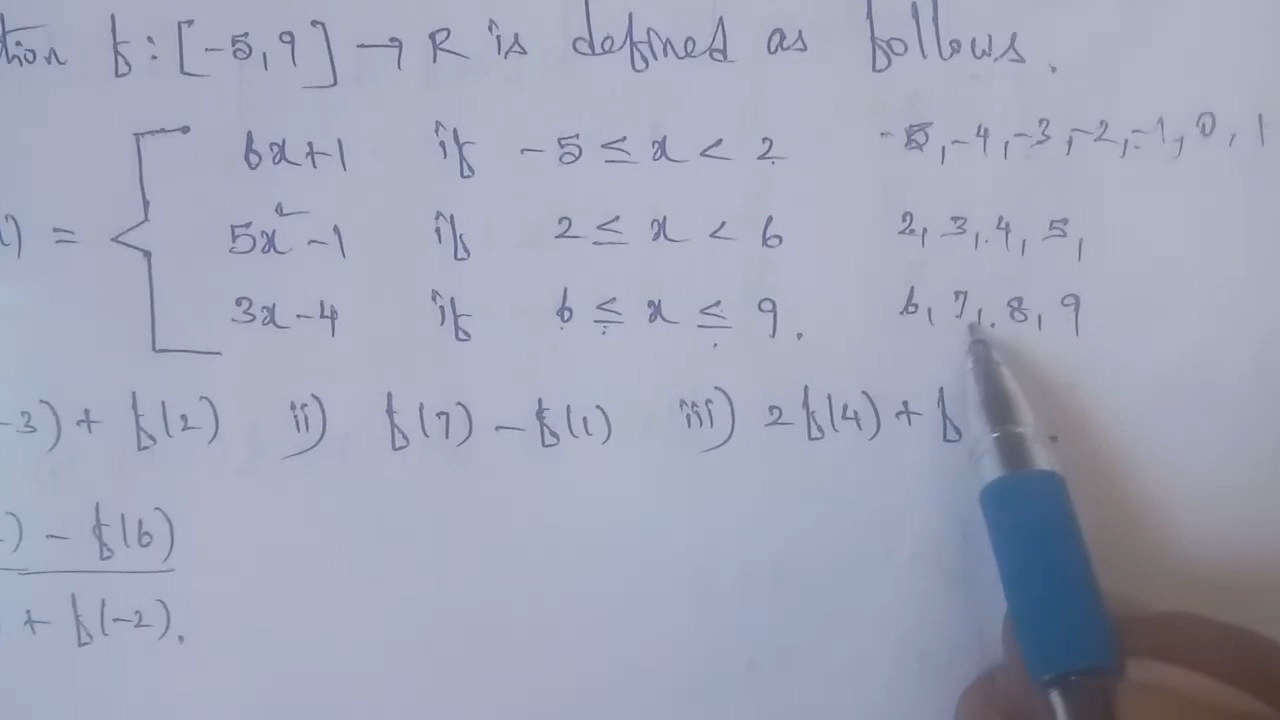 f : [-5, 9] → R is defined as follows.
6x+1 if -5 ≤ x < 2 -5, -4, -3, -2, -1, 0, 1
) = 5x²-1 if 2 ≤ x < 6 2, 3, 4, 5,
3x-4 if 6 ≤ x ≤ 9. 6, 7, 8, 9
-3) + f(2) ii) f(7) - f(1) iii) 2f(4) + f
) - f(6)
+ f(-2).